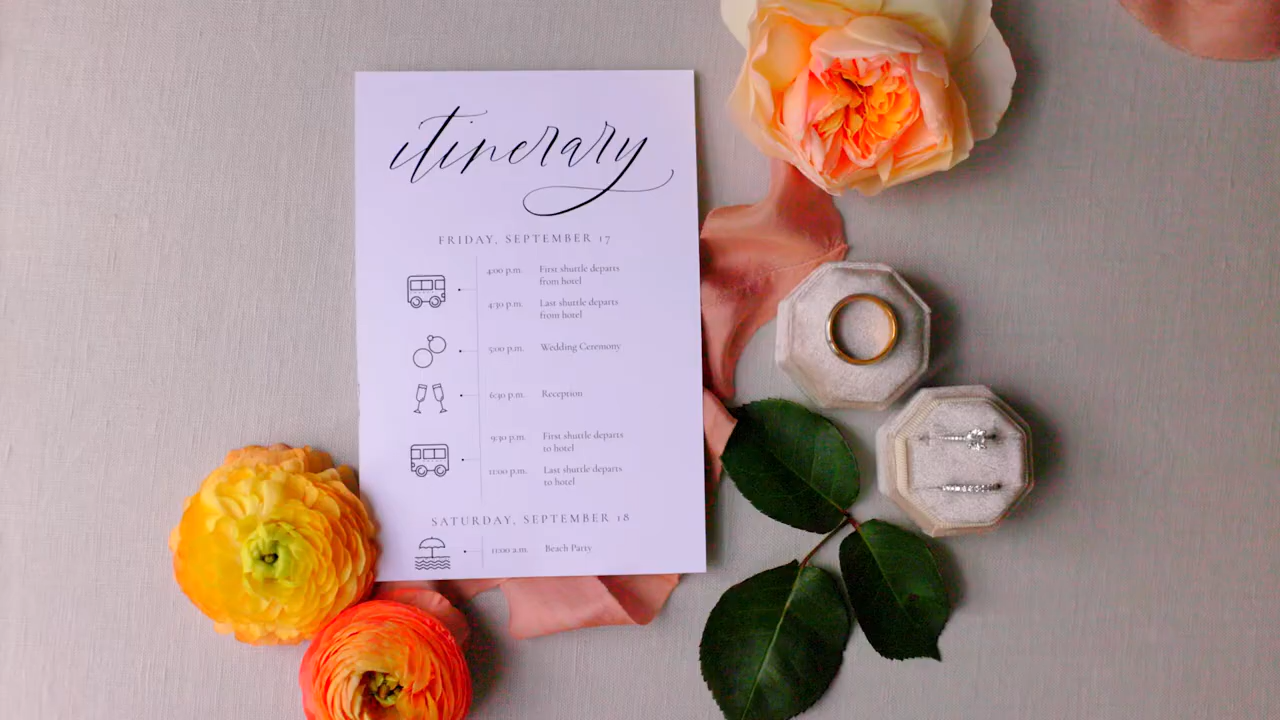 itinerary
FRIDAY, SEPTEMBER 17
4:00 p.m. First shuttle departs
from hotel
4:30 p.m. Last shuttle departs
from hotel
5:00 p.m. Wedding Ceremony
6:30 p.m. Reception
9:30 p.m. First shuttle departs
to hotel
11:00 p.m. Last shuttle departs
to hotel
SATURDAY, SEPTEMBER 18
11:00 a.m. Beach Party